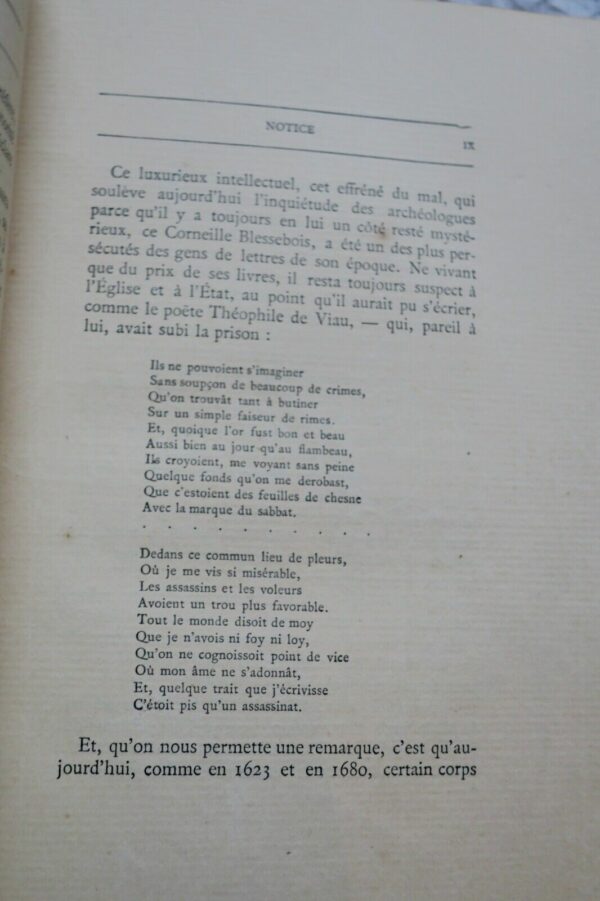 NOTICE
IX
Ce luxurieux intellectuel, cet effréné du mal, qui
soulève aujourd'hui l'inquiétude des archéologues
parce qu'il y a toujours en lui un côté resté mysté-
rieux, ce Corneille Blessebois, a été un des plus per-
sécutés des gens de lettres de son époque. Ne vivant
que du prix de ses livres, il resta toujours suspect à
l'Église et à l'État, au point qu'il aurait pu s'écrier,
comme le poëte Théophile de Viau, — qui, pareil à
lui, avait subi la prison :
Ils ne pouvoient s'imaginer
Sans soupçon de beaucoup de crimes,
Qu'on trouvât tant à butiner
Sur un simple faiseur de rimes.
Et, quoique l'or fust bon et beau
Aussi bien au jour qu'au flambeau,
Ils croyoient, me voyant sans peine
Quelque fonds qu'on me derobast,
Que c'estoient des feuilles de chesne
Avec la marque du sabbat.
. . . . . . . . . .
Dedans ce commun lieu de pleurs,
Où je me vis si misérable,
Les assassins et les voleurs
Avoient un trou plus favorable.
Tout le monde disoit de moy
Que je n'avois ni foy ni loy,
Qu'on ne cognoissoit point de vice
Où mon âme ne s'adonnât,
Et, quelque trait que j'écrivisse
C'étoit pis qu'un assassinat.
Et, qu'on nous permette une remarque, c'est qu'au-
jourd'hui, comme en 1623 et en 1680, certain corps